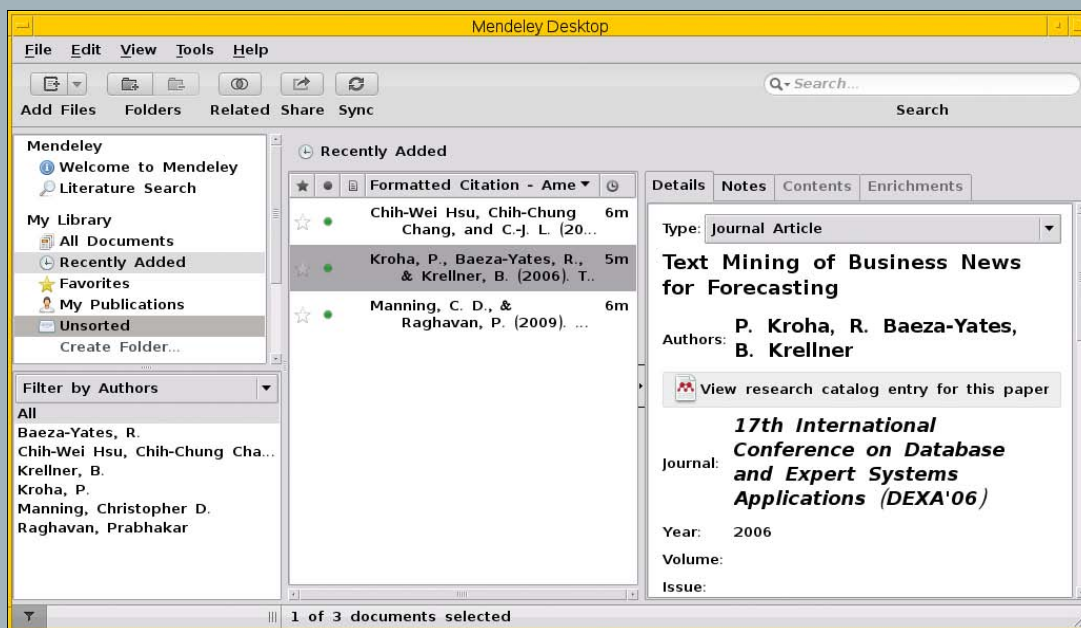 Mendeley Desktop
File Edit View Tools Help
Add Files Folders Related Share Sync
Search...
Search
Mendeley
Welcome to Mendeley
Literature Search
My Library
All Documents
Recently Added
Favorites
My Publications
Unsorted
Create Folder...
Filter by Authors
All
Baeza-Yates, R.
Chih-Wei Hsu, Chih-Chung Cha...
Krellner, B.
Kroha, P.
Manning, Christopher D.
Raghavan, Prabhakar
Recently Added
Formatted Citation - Ame
Chih-Wei Hsu, Chih-Chung 6m
Chang, and C.-J. L. (20...
Kroha, P., Baeza-Yates, R., 5m
& Krellner, B. (2006). T..
Manning, C. D., & 6m
Raghavan, P. (2009). ...
Details Notes Contents Enrichments
Type: Journal Article
Text Mining of Business News
for Forecasting
Authors: P. Kroha, R. Baeza-Yates,
B. Krellner
View research catalog entry for this paper
Journal: 17th International
Conference on Database
and Expert Systems
Applications (DEXA'06)
Year: 2006
Volume:
Issue:
1 of 3 documents selected